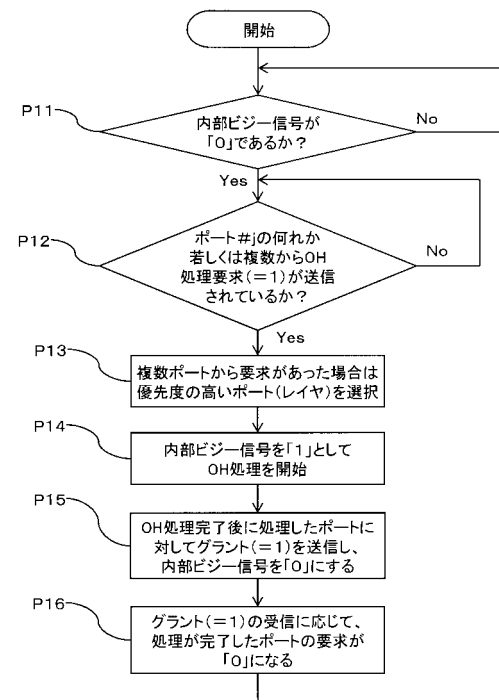 開始
P11
内部ビジー信号が
「0」であるか？
No
Yes
P12
ポート#jの何れか
若しくは複数からOH
処理要求(=1)が送信
されているか？
No
Yes
P13
複数ポートから要求があった場合は
優先度の高いポート(レイヤ)を選択
P14
内部ビジー信号を「1」として
OH処理を開始
P15
OH処理完了後に処理したポートに
対してグラント(=1)を送信し、
内部ビジー信号を「0」にする
P16
グラント(=1)の受信に応じて、
処理が完了したポートの要求が
「0」になる